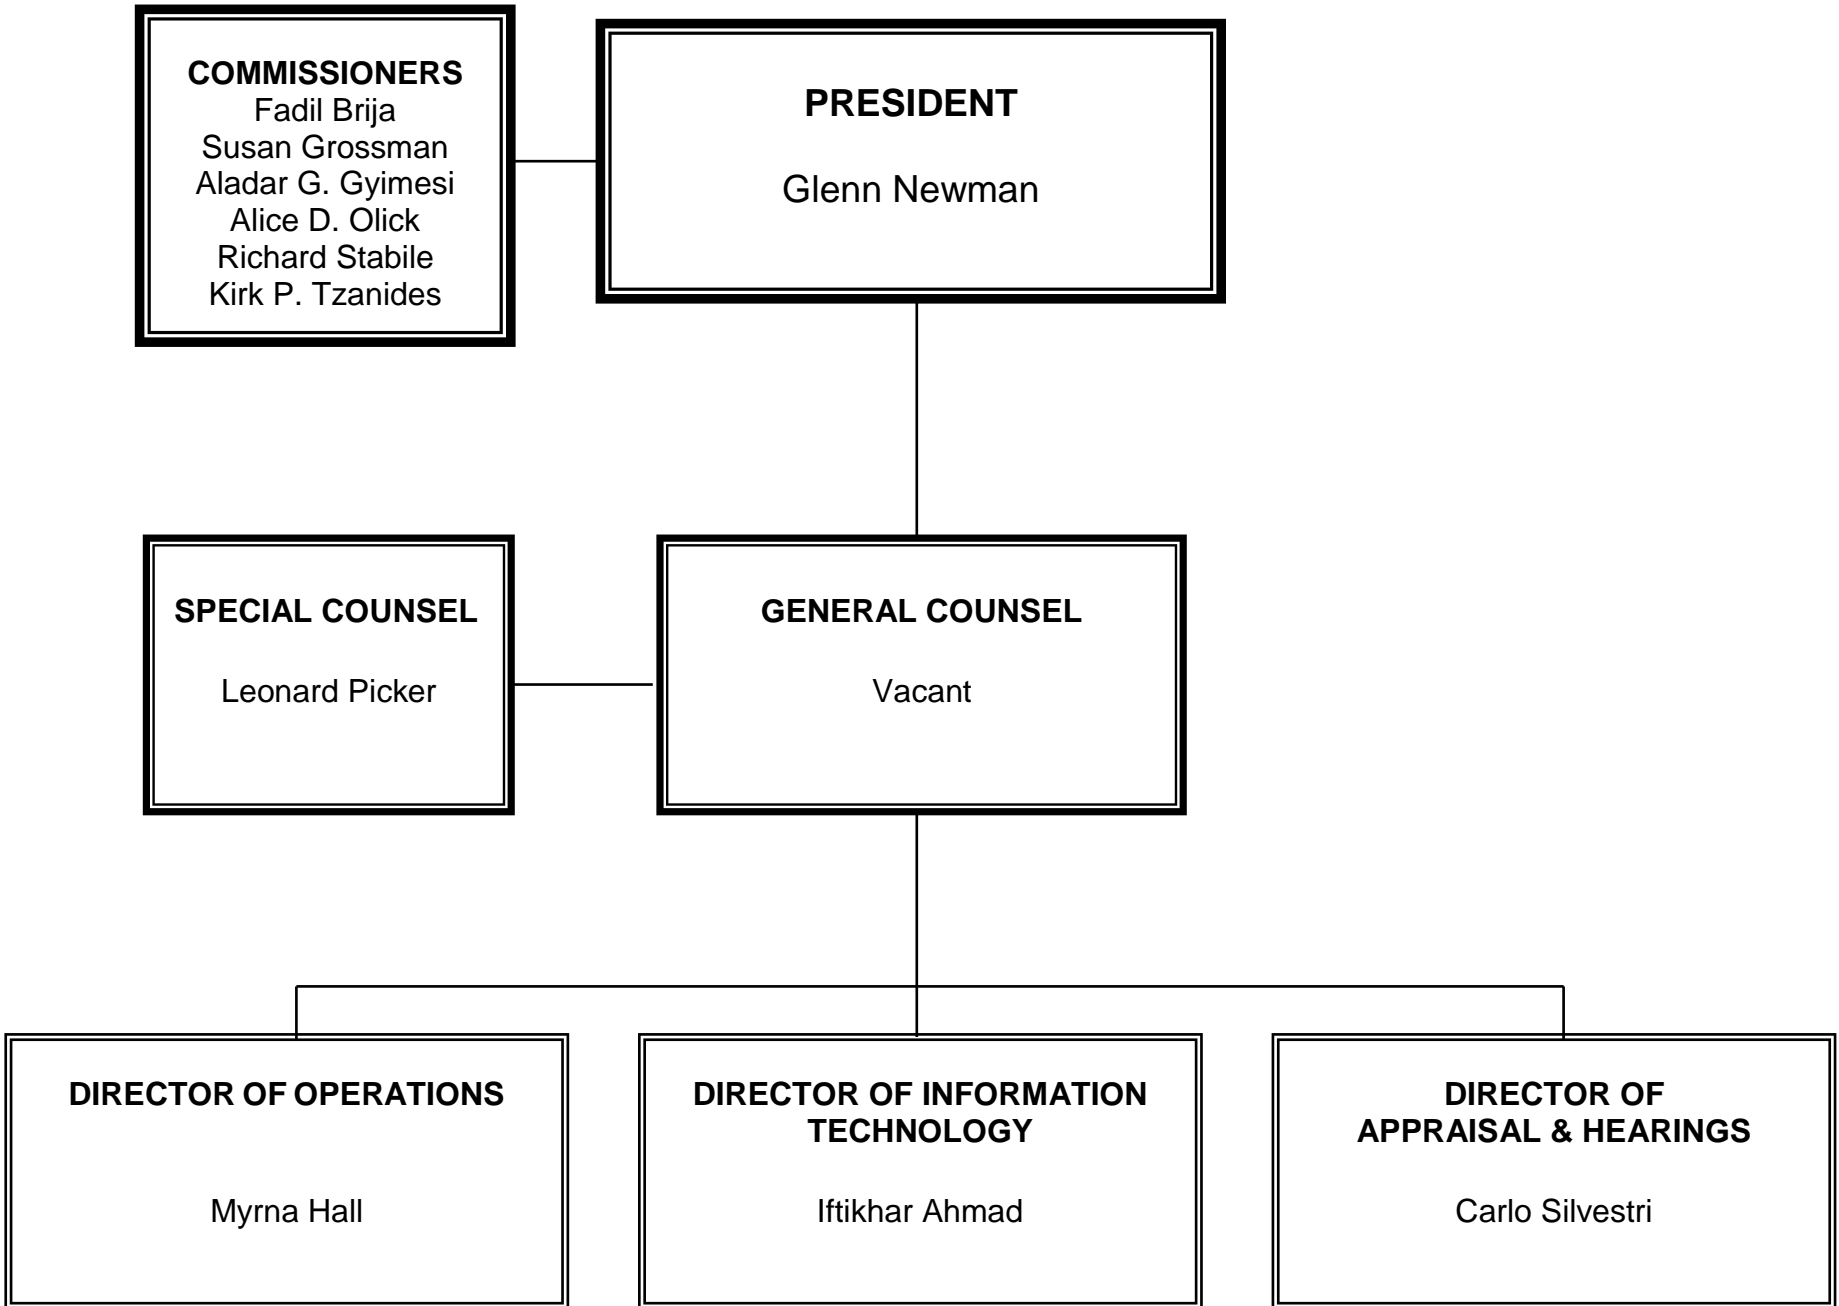 COMMISSIONERS
Fadil Brija
Susan Grossman
Aladar G. Gyimesi
Alice D. Olick
Richard Stabile
Kirk P. Tzanides
PRESIDENT
Glenn Newman
SPECIAL COUNSEL
Leonard Picker
GENERAL COUNSEL
Vacant
DIRECTOR OF OPERATIONS
Myrna Hall
DIRECTOR OF INFORMATION
TECHNOLOGY
Iftikhar Ahmad
DIRECTOR OF
APPRAISAL & HEARINGS
Carlo Silvestri